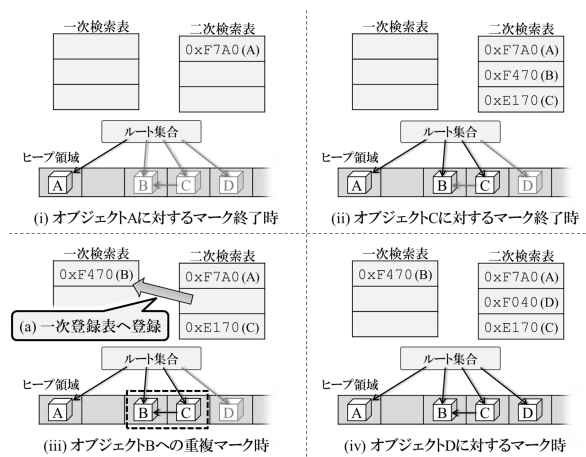 一次検索表
二次検索表
0xF7A0(A)
ルート集合
ヒープ領域
A
B
C
D
(i) オブジェクトAに対するマーク終了時
一次検索表
二次検索表
0xF7A0(A)
0xF470(B)
0xE170(C)
ルート集合
ヒープ領域
A
B
C
D
(ii) オブジェクトCに対するマーク終了時
一次検索表
二次検索表
0xF470(B)
0xF7A0(A)
0xE170(C)
(a) 一次登録表へ登録
ルート集合
ヒープ領域
A
B
C
D
(iii) オブジェクトBへの重複マーク時
一次検索表
二次検索表
0xF470(B)
0xF7A0(A)
0xF040(D)
0xE170(C)
ルート集合
ヒープ領域
A
B
C
D
(iv) オブジェクトDに対するマーク時